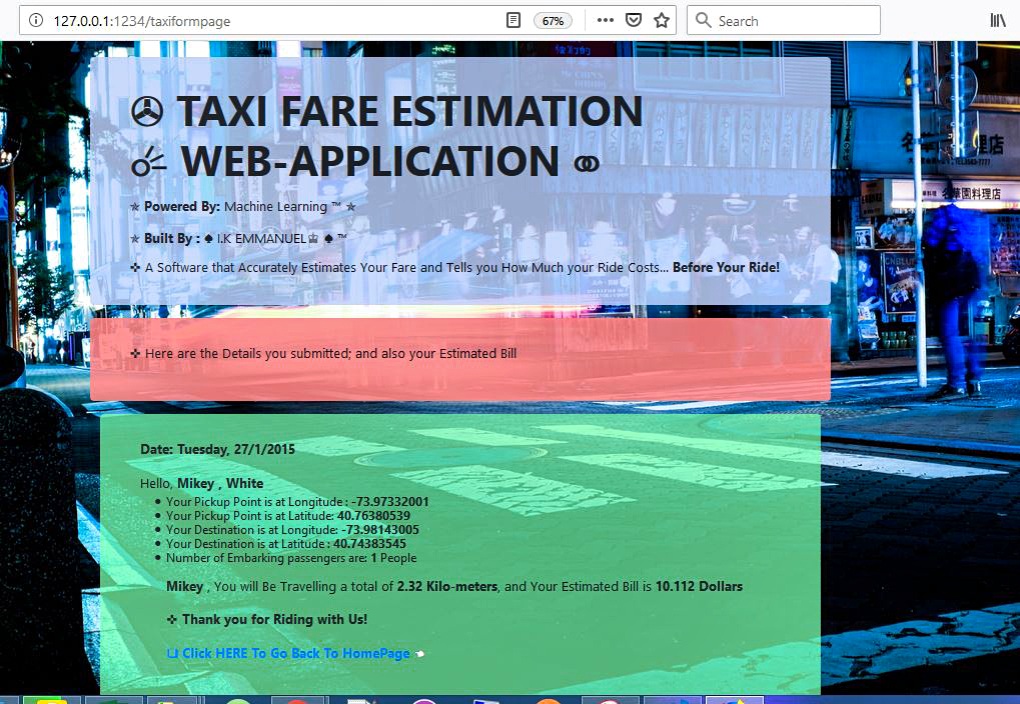 127.0.0.1:1234/taxiformpage
67%
Search
TAXI FARE ESTIMATION
WEB-APPLICATION
✯ Powered By: Machine Learning ™ ✯
✯ Built By : ♠ I.K EMMANUEL♕ ♠ ™
✜ A Software that Accurately Estimates Your Fare and Tells you How Much your Ride Costs... Before Your Ride!
✜ Here are the Details you submitted; and also your Estimated Bill
Date: Tuesday, 27/1/2015
Hello, Mikey , White
• Your Pickup Point is at Longitude : -73.97332001
• Your Pickup Point is at Latitude: 40.76380539
• Your Destination is at Longitude: -73.98143005
• Your Destination is at Latitude : 40.74383545
• Number of Embarking passengers are: 1 People
Mikey , You will Be Travelling a total of 2.32 Kilo-meters, and Your Estimated Bill is 10.112 Dollars
✜ Thank you for Riding with Us!
❏ Click HERE To Go Back To HomePage
名華園料理店